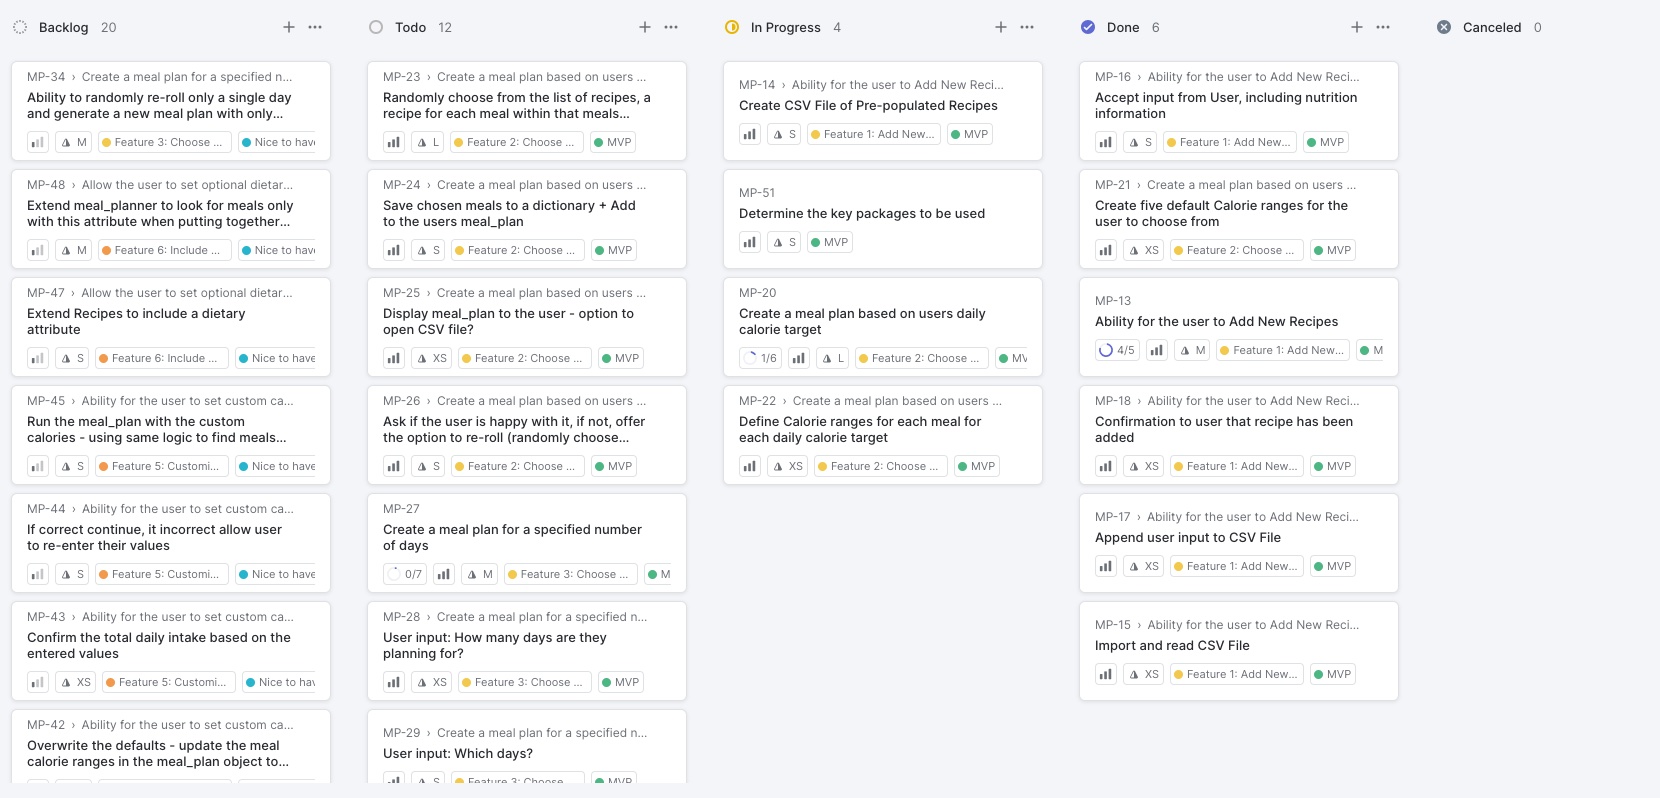 Backlog 20
MP-34 › Create a meal plan for a specified n...
Ability to randomly re-roll only a single day
and generate a new meal plan with only...
M Feature 3: Choose ... Nice to have
MP-48 › Allow the user to set optional dietar...
Extend meal_planner to look for meals only
with this attribute when putting together...
M Feature 6: Include ... Nice to have
MP-47 › Allow the user to set optional dietar...
Extend Recipes to include a dietary
attribute
S Feature 6: Include ... Nice to have
MP-45 › Ability for the user to set custom ca...
Run the meal_plan with the custom
calories - using same logic to find meals...
S Feature 5: Customi... Nice to have
MP-44 › Ability for the user to set custom ca...
If correct continue, it incorrect allow user
to re-enter their values
S Feature 5: Customi... Nice to have
MP-43 › Ability for the user to set custom ca...
Confirm the total daily intake based on the
entered values
XS Feature 5: Customi... Nice to hav
MP-42 › Ability for the user to set custom ca...
Overwrite the defaults - update the meal
calorie ranges in the meal_plan object to...
Todo 12
MP-23 › Create a meal plan based on users ...
Randomly choose from the list of recipes, a
recipe for each meal within that meals...
L Feature 2: Choose ... MVP
MP-24 › Create a meal plan based on users ...
Save chosen meals to a dictionary + Add
to the users meal_plan
S Feature 2: Choose ... MVP
MP-25 › Create a meal plan based on users ...
Display meal_plan to the user - option to
open CSV file?
XS Feature 2: Choose ... MVP
MP-26 › Create a meal plan based on users ...
Ask if the user is happy with it, if not, offer
the option to re-roll (randomly choose...
S Feature 2: Choose ... MVP
MP-27
Create a meal plan for a specified number
of days
0/7 M Feature 3: Choose ... M
MP-28 › Create a meal plan for a specified n...
User input: How many days are they
planning for?
XS Feature 3: Choose ... MVP
MP-29 › Create a meal plan for a specified n...
User input: Which days?
S Feature 3: Choose MVP
In Progress 4
MP-14 › Ability for the user to Add New Reci...
Create CSV File of Pre-populated Recipes
S Feature 1: Add New... MVP
MP-51
Determine the key packages to be used
S MVP
MP-20
Create a meal plan based on users daily
calorie target
1/6 L Feature 2: Choose ... MV
MP-22 › Create a meal plan based on users ...
Define Calorie ranges for each meal for
each daily calorie target
XS Feature 2: Choose ... MVP
Done 6
MP-16 › Ability for the user to Add New Reci...
Accept input from User, including nutrition
information
S Feature 1: Add New... MVP
MP-21 › Create a meal plan based on users ...
Create five default Calorie ranges for the
user to choose from
XS Feature 2: Choose ... MVP
MP-13
Ability for the user to Add New Recipes
4/5 M Feature 1: Add New... M
MP-18 › Ability for the user to Add New Reci...
Confirmation to user that recipe has been
added
XS Feature 1: Add New... MVP
MP-17 › Ability for the user to Add New Reci...
Append user input to CSV File
XS Feature 1: Add New... MVP
MP-15 › Ability for the user to Add New Reci...
Import and read CSV File
XS Feature 1: Add New... MVP
Canceled 0